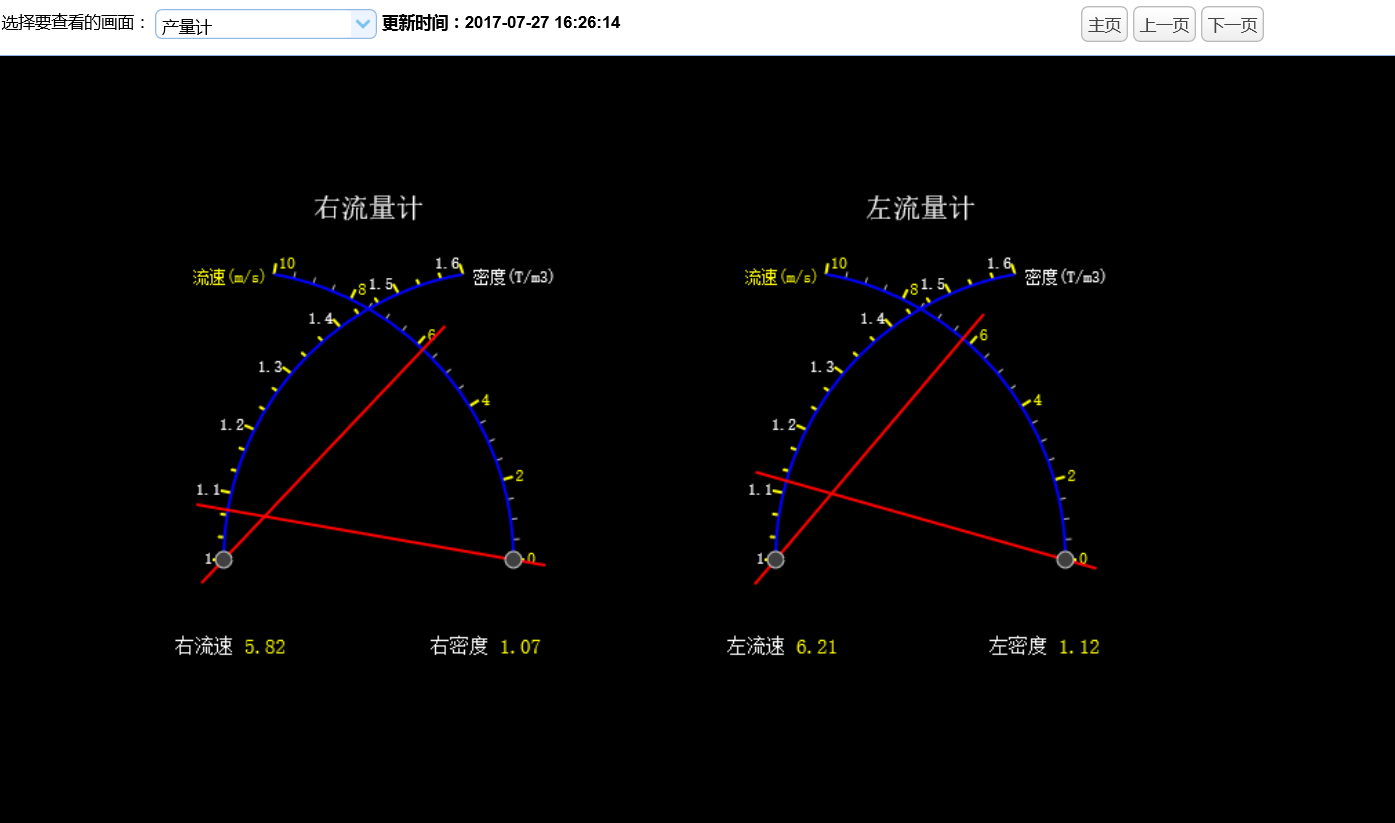 选择要查看的画面： 产量计 更新时间：2017-07-27 16:26:14 主页 上一页 下一页
右流量计 左流量计
流速(m/s) 10 1.6 密度(T/m3) 流速(m/s) 10 1.6 密度(T/m3)
8 1.5 8 1.5
1.4 1.4
6 6
1.3 1.3
4 4
1.2 1.2
2 2
1.1 1.1
1 0 1 0
右流速 5.82 右密度 1.07 左流速 6.21 左密度 1.12